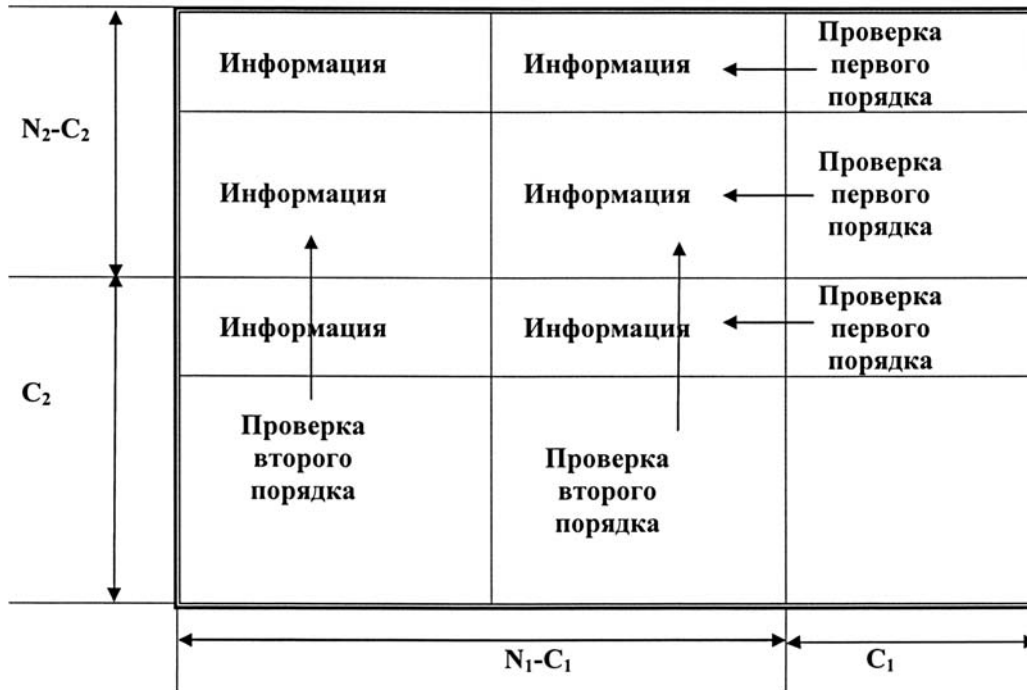 Информация
Информация
Проверка
первого
порядка
N₂-C₂
Информация
Информация
Проверка
первого
порядка
Информация
Информация
Проверка
первого
порядка
C₂
Проверка
второго
порядка
Проверка
второго
порядка
N₁-C₁
C₁